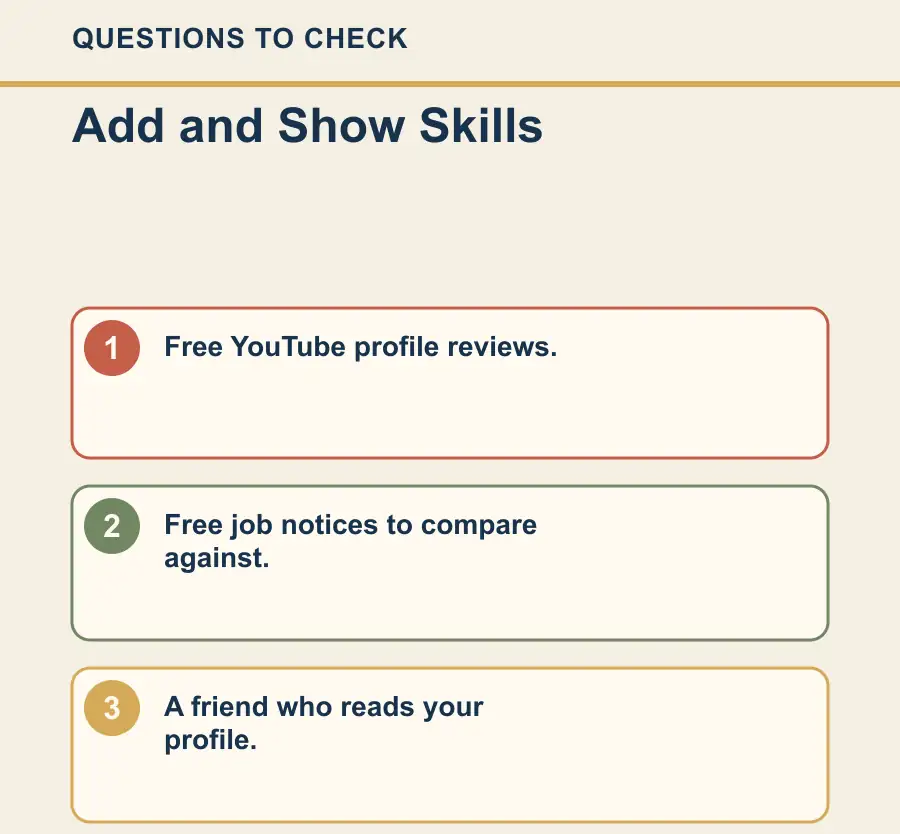 QUESTIONS TO CHECK
Add and Show Skills
1
Free YouTube profile reviews.
2
Free job notices to compare
against.
3
A friend who reads your
profile.